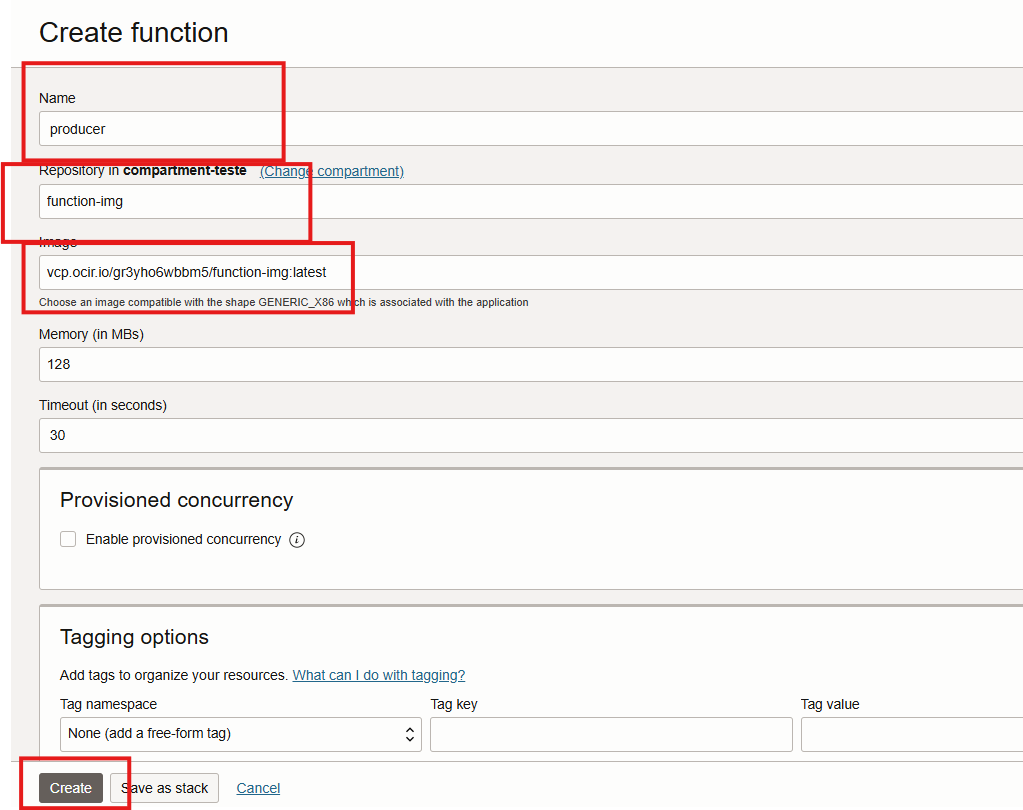 Create function
Name
producer
Repository in compartment-teste (Change compartment)
function-img
Image
vcp.ocir.io/gr3yho6wbbm5/function-img:latest
Choose an image compatible with the shape GENERIC_X86 which is associated with the application
Memory (in MBs)
128
Timeout (in seconds)
30
Provisioned concurrency
Enable provisioned concurrency i
Tagging options
Add tags to organize your resources. What can I do with tagging?
Tag namespace Tag key Tag value
None (add a free-form tag)
Create Save as stack Cancel